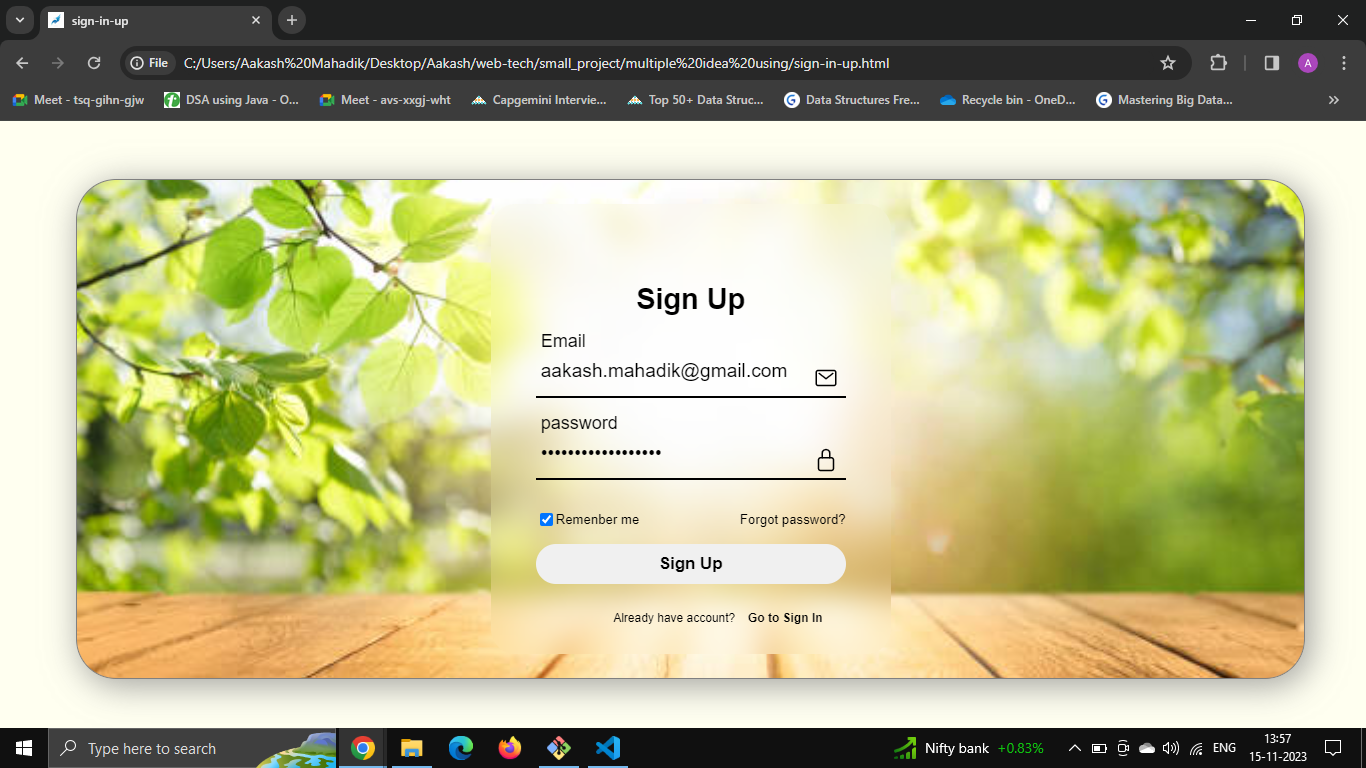 sign-in-up
File C:/Users/Aakash%20Mahadik/Desktop/Aakash/web-tech/small_project/multiple%20idea%20using/sign-in-up.html
A
Meet - tsq-gihn-gjw DSA using Java - O... Meet - avs-xxgj-wht Capgemini Intervie... Top 50+ Data Struc... Data Structures Fre... Recycle bin - OneD... Mastering Big Data...
Sign Up
Email
aakash.mahadik@gmail.com
password
••••••••••••••••••
Remenber me Forgot password?
Sign Up
Already have account? Go to Sign In
Type here to search
Nifty bank +0.83%
ENG
13:57
15-11-2023